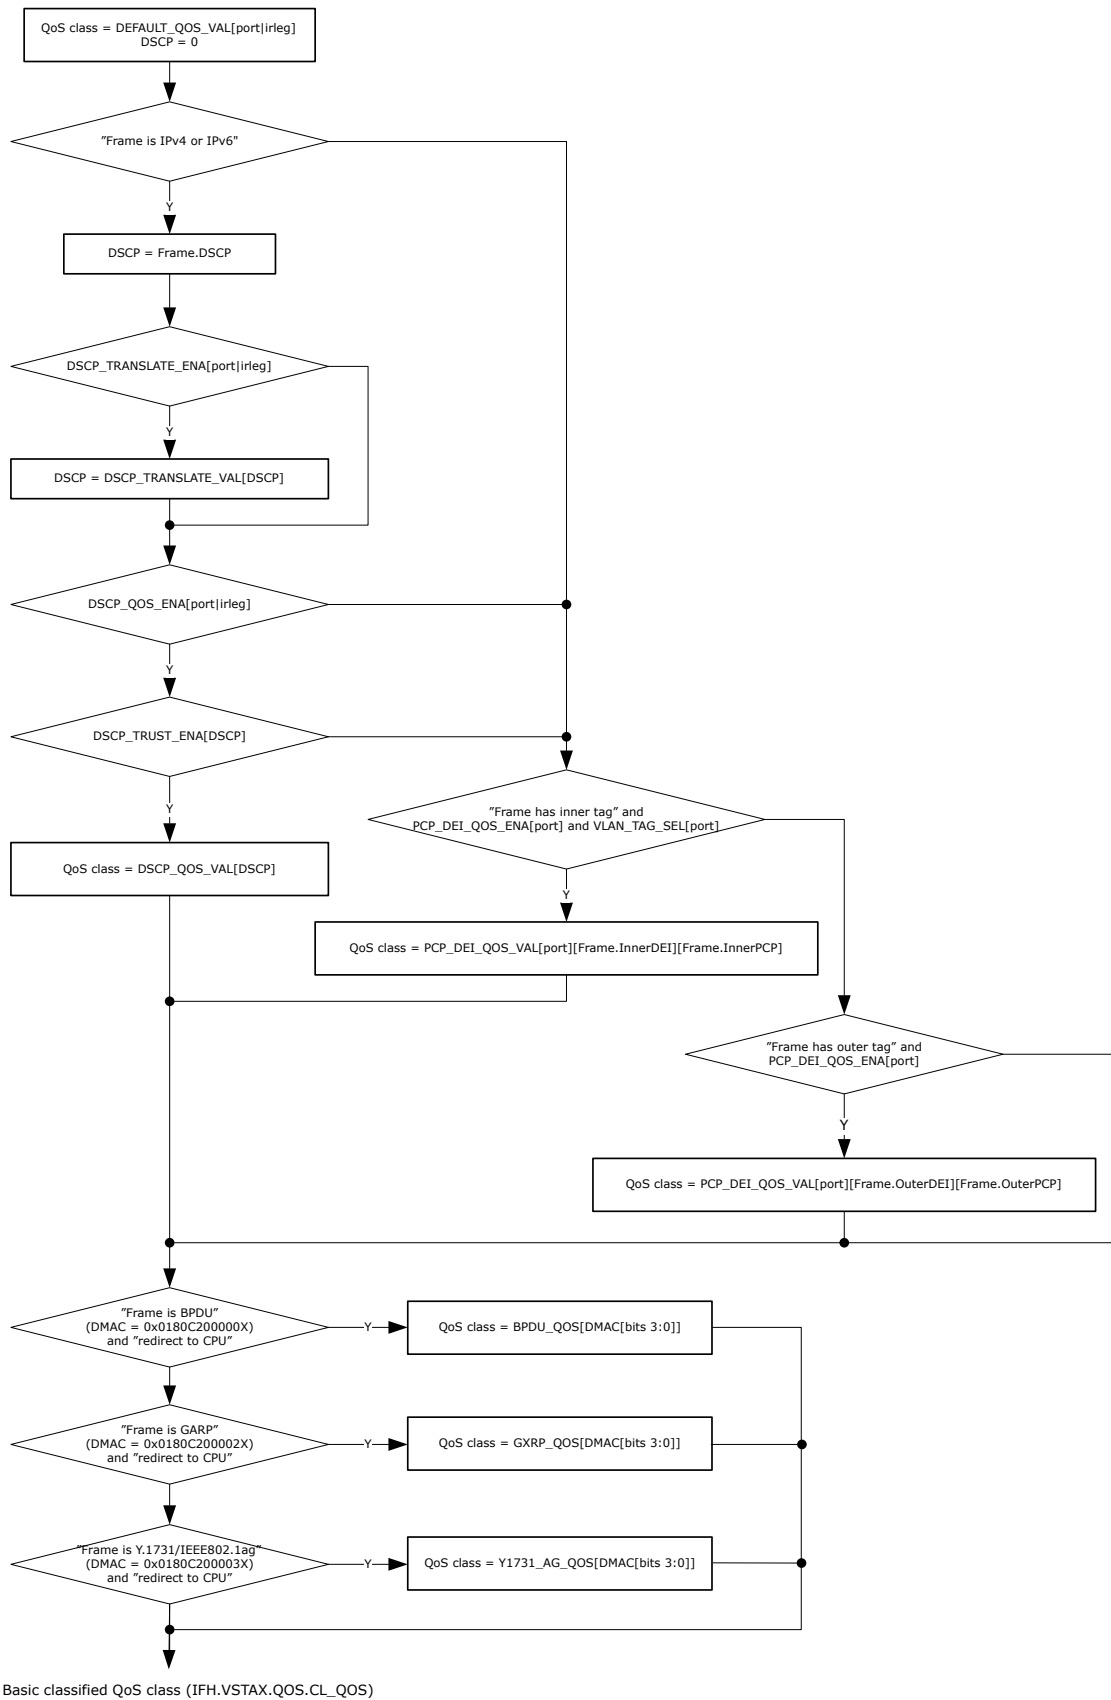 QoS class = DEFAULT_QOS_VAL[port|irleg]
DSCP = 0
”Frame is IPv4 or IPv6"
Y
DSCP = Frame.DSCP
DSCP_TRANSLATE_ENA[port|irleg]
Y
DSCP = DSCP_TRANSLATE_VAL[DSCP]
DSCP_QOS_ENA[port|irleg]
Y
DSCP_TRUST_ENA[DSCP]
Y
”Frame has inner tag” and
PCP_DEI_QOS_ENA[port] and VLAN_TAG_SEL[port]
QoS class = DSCP_QOS_VAL[DSCP]
Y
QoS class = PCP_DEI_QOS_VAL[port][Frame.InnerDEI][Frame.InnerPCP]
”Frame has outer tag” and
PCP_DEI_QOS_ENA[port]
Y
QoS class = PCP_DEI_QOS_VAL[port][Frame.OuterDEI][Frame.OuterPCP]
”Frame is BPDU”
(DMAC = 0x0180C200000X)
and ”redirect to CPU”
Y
QoS class = BPDU_QOS[DMAC[bits 3:0]]
”Frame is GARP”
(DMAC = 0x0180C200002X)
and ”redirect to CPU”
Y
QoS class = GXRP_QOS[DMAC[bits 3:0]]
”Frame is Y.1731/IEEE802.1ag”
(DMAC = 0x0180C200003X)
and ”redirect to CPU”
Y
QoS class = Y1731_AG_QOS[DMAC[bits 3:0]]
Basic classified QoS class (IFH.VSTAX.QOS.CL_QOS)